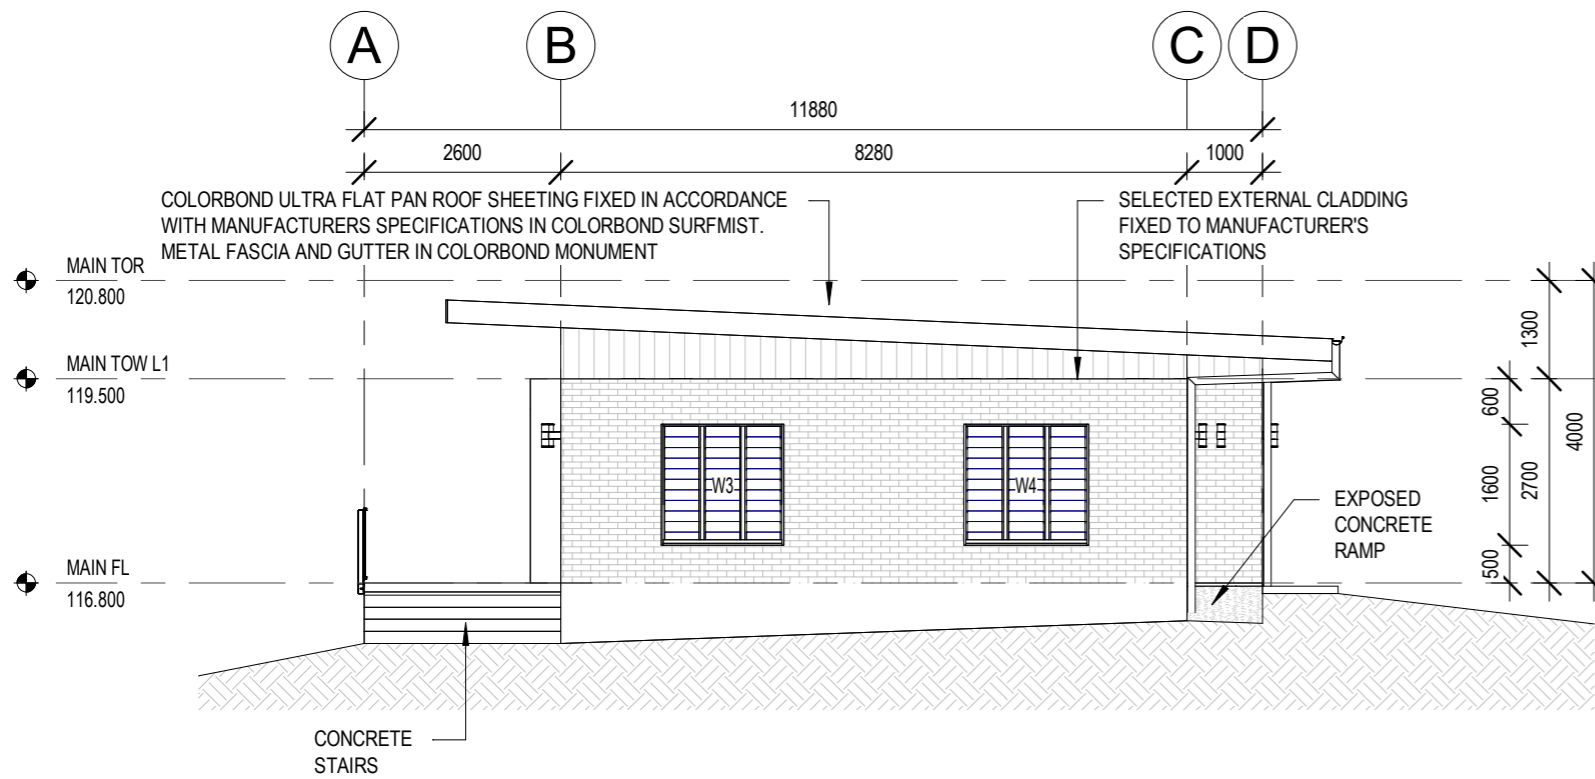 A
B
C
D
11880
2600
8280
1000
COLORBOND ULTRA FLAT PAN ROOF SHEETING FIXED IN ACCORDANCE
WITH MANUFACTURERS SPECIFICATIONS IN COLORBOND SURFMIST.
METAL FASCIA AND GUTTER IN COLORBOND MONUMENT
SELECTED EXTERNAL CLADDING
FIXED TO MANUFACTURER'S
SPECIFICATIONS
MAIN TOR
120.800
MAIN TOW L1
119.500
MAIN FL
116.800
W3
W4
1300
600
1600
500
2700
4000
EXPOSED
CONCRETE
RAMP
CONCRETE
STAIRS